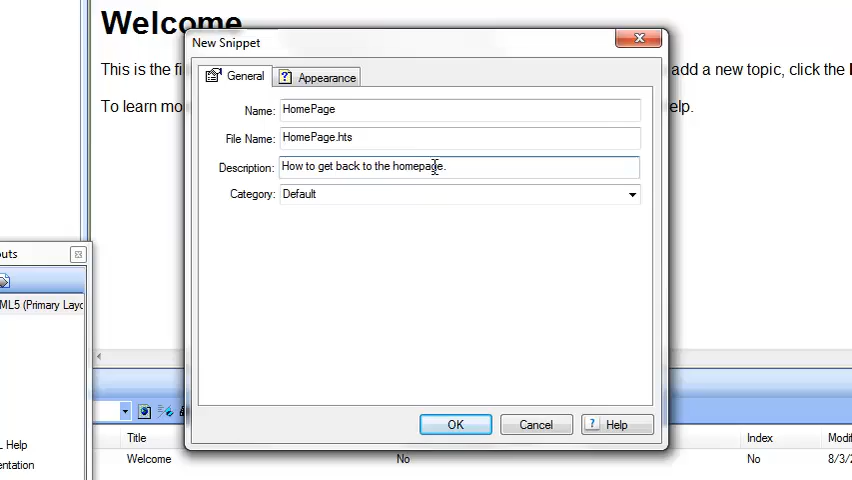 Welcome
New Snippet
This is the fi
add a new topic, click the
General
Appearance
To learn mo
elp.
Name: HomePage
File Name: HomePage.hts
Description: How to get back to the homepage.
Category: Default
outs
ML5 (Primary Layo
OK
Cancel
? Help
Title
Index
Modif
L Help
Welcome
No
No
8/3/2
entation